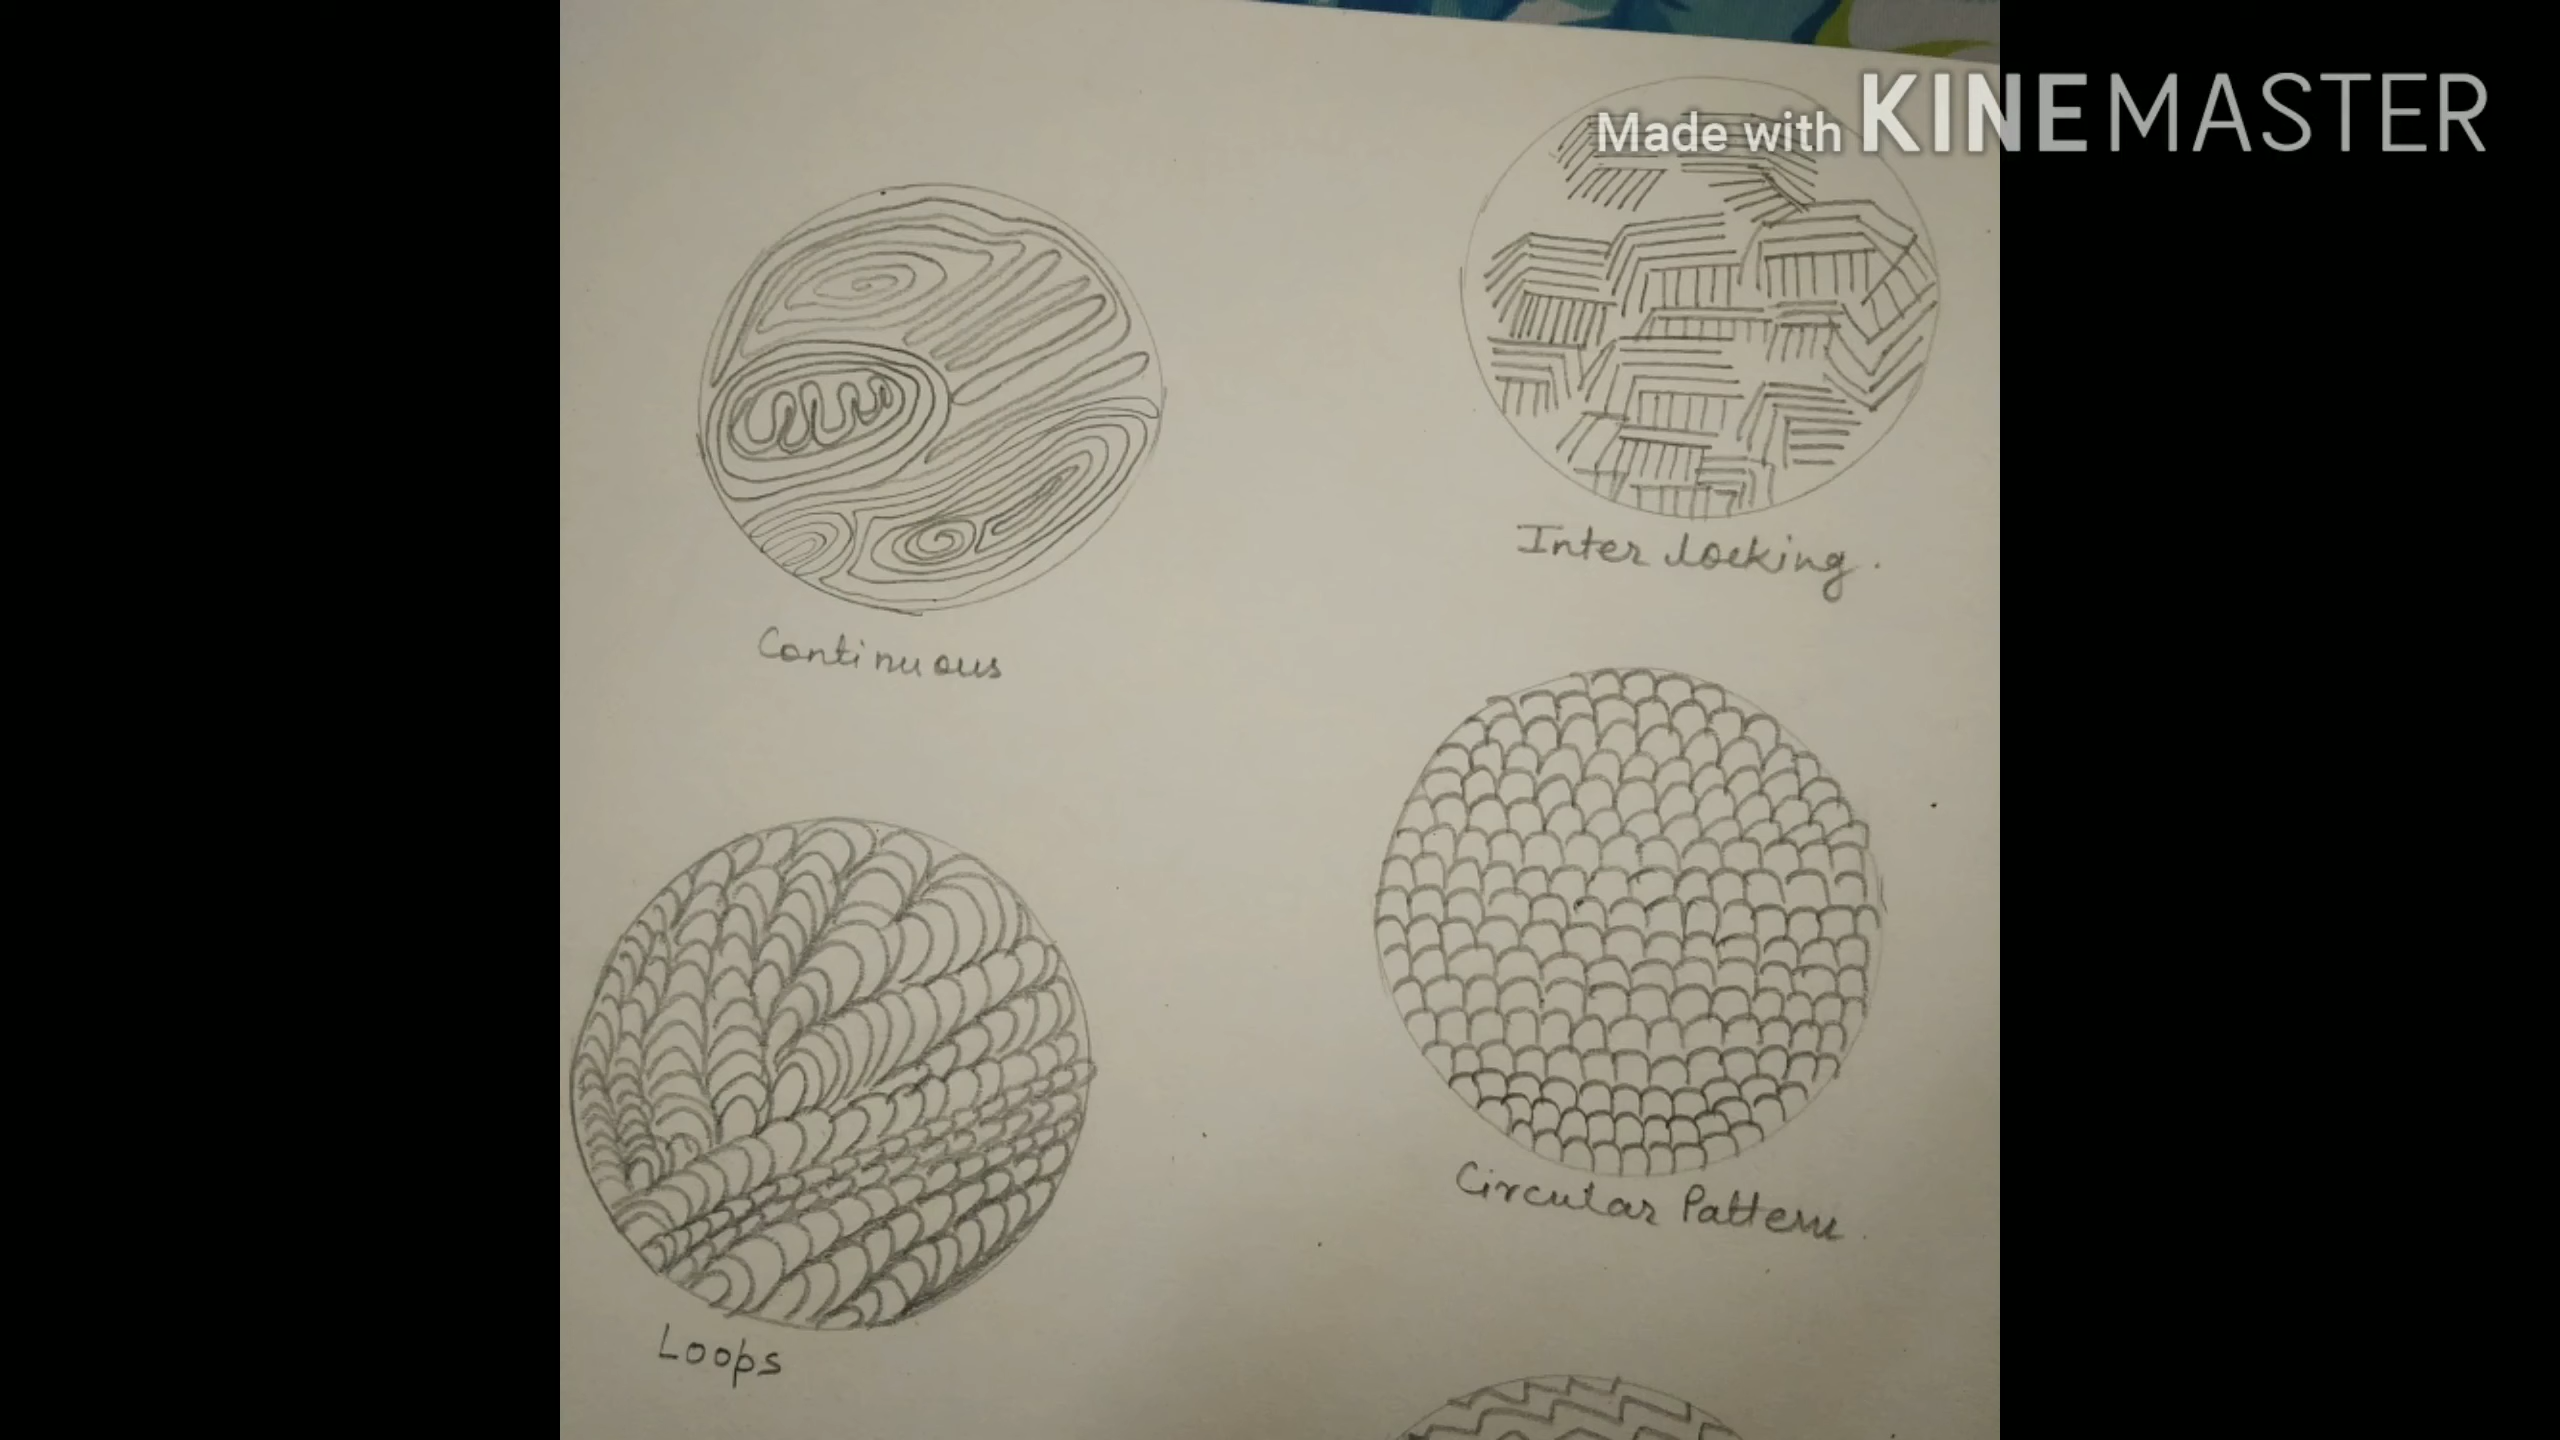 Made with KINEMASTER
Inter locking.
Continuous
Circular Pattern.
Loops